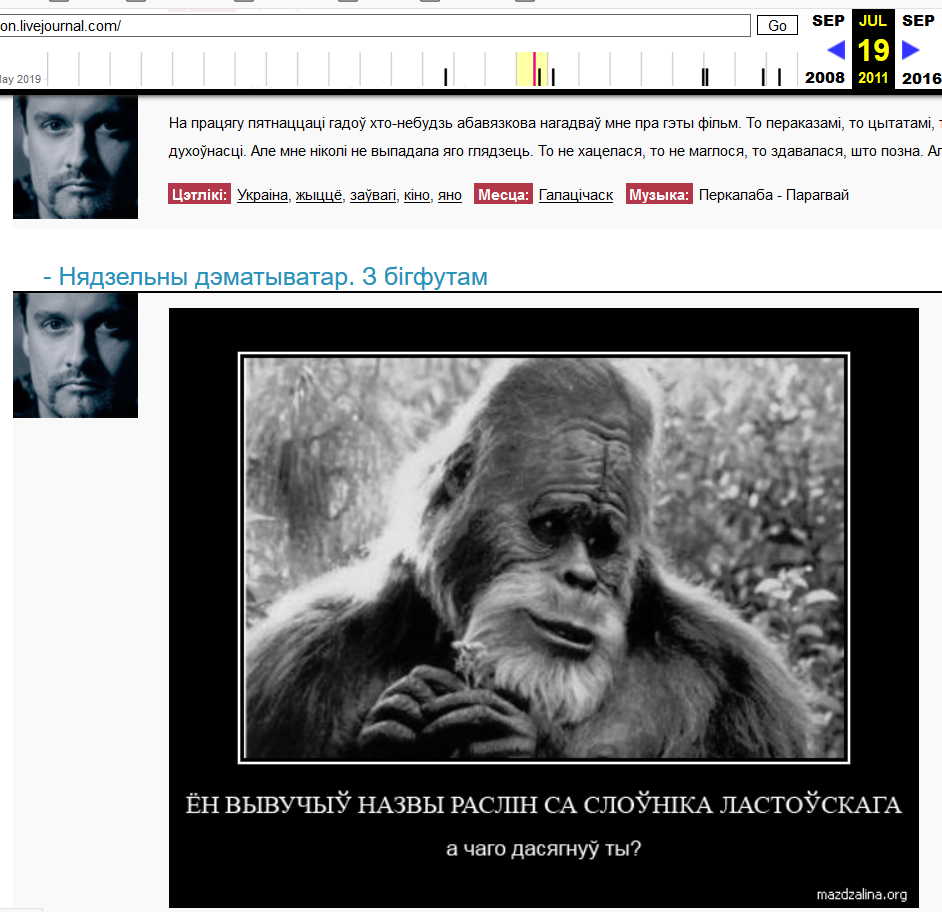 on.livejournal.com/
Go
SEP JUL SEP
19
2008 2011 2016
May 2019
На працягу пятнаццаці гадоў хто-небудзь абавязкова нагадваў мне пра гэты фільм. То пераказамі, то цытатамі,
духоўнасці. Але мне ніколі не выпадала яго глядзець. То не хацелася, то не маглося, то здавалася, што позна.
Цэтлікі: Украіна, жыццё, заўвагі, кіно, яно Месца: Галацічаск Музыка: Перкалаба - Парагвай
- Нядзельны дэматыватар. З бігфутам
ЁН ВЫВУЧЫЎ НАЗВЫ РАСЛІН СА СЛОЎНІКА ЛАСТОЎСКАГА
а чаго дасягнуў ты?
mazdzalina.org